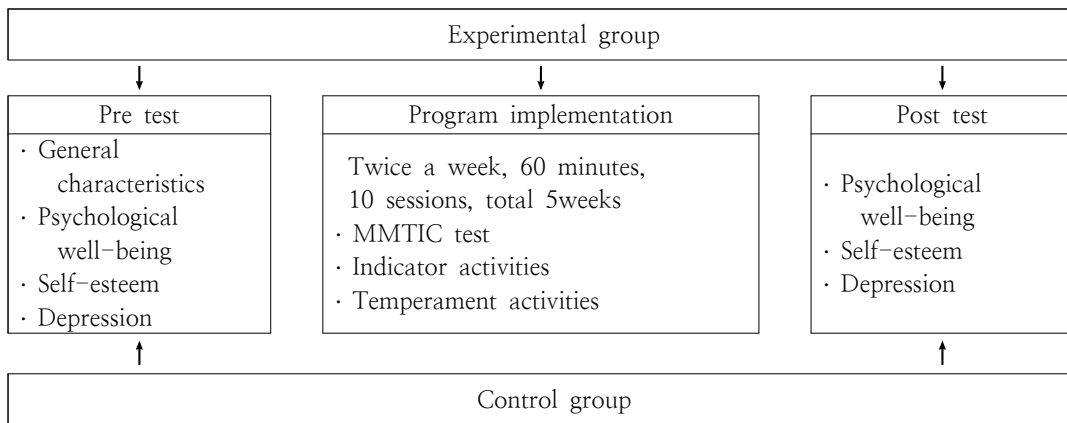 Experimental group
Pre test
· General
characteristics
· Psychological
well-being
· Self-esteem
· Depression
Program implementation
Twice a week, 60 minutes,
10 sessions, total 5weeks
· MMTIC test
· Indicator activities
· Temperament activities
Post test
· Psychological
well-being
· Self-esteem
· Depression
Control group